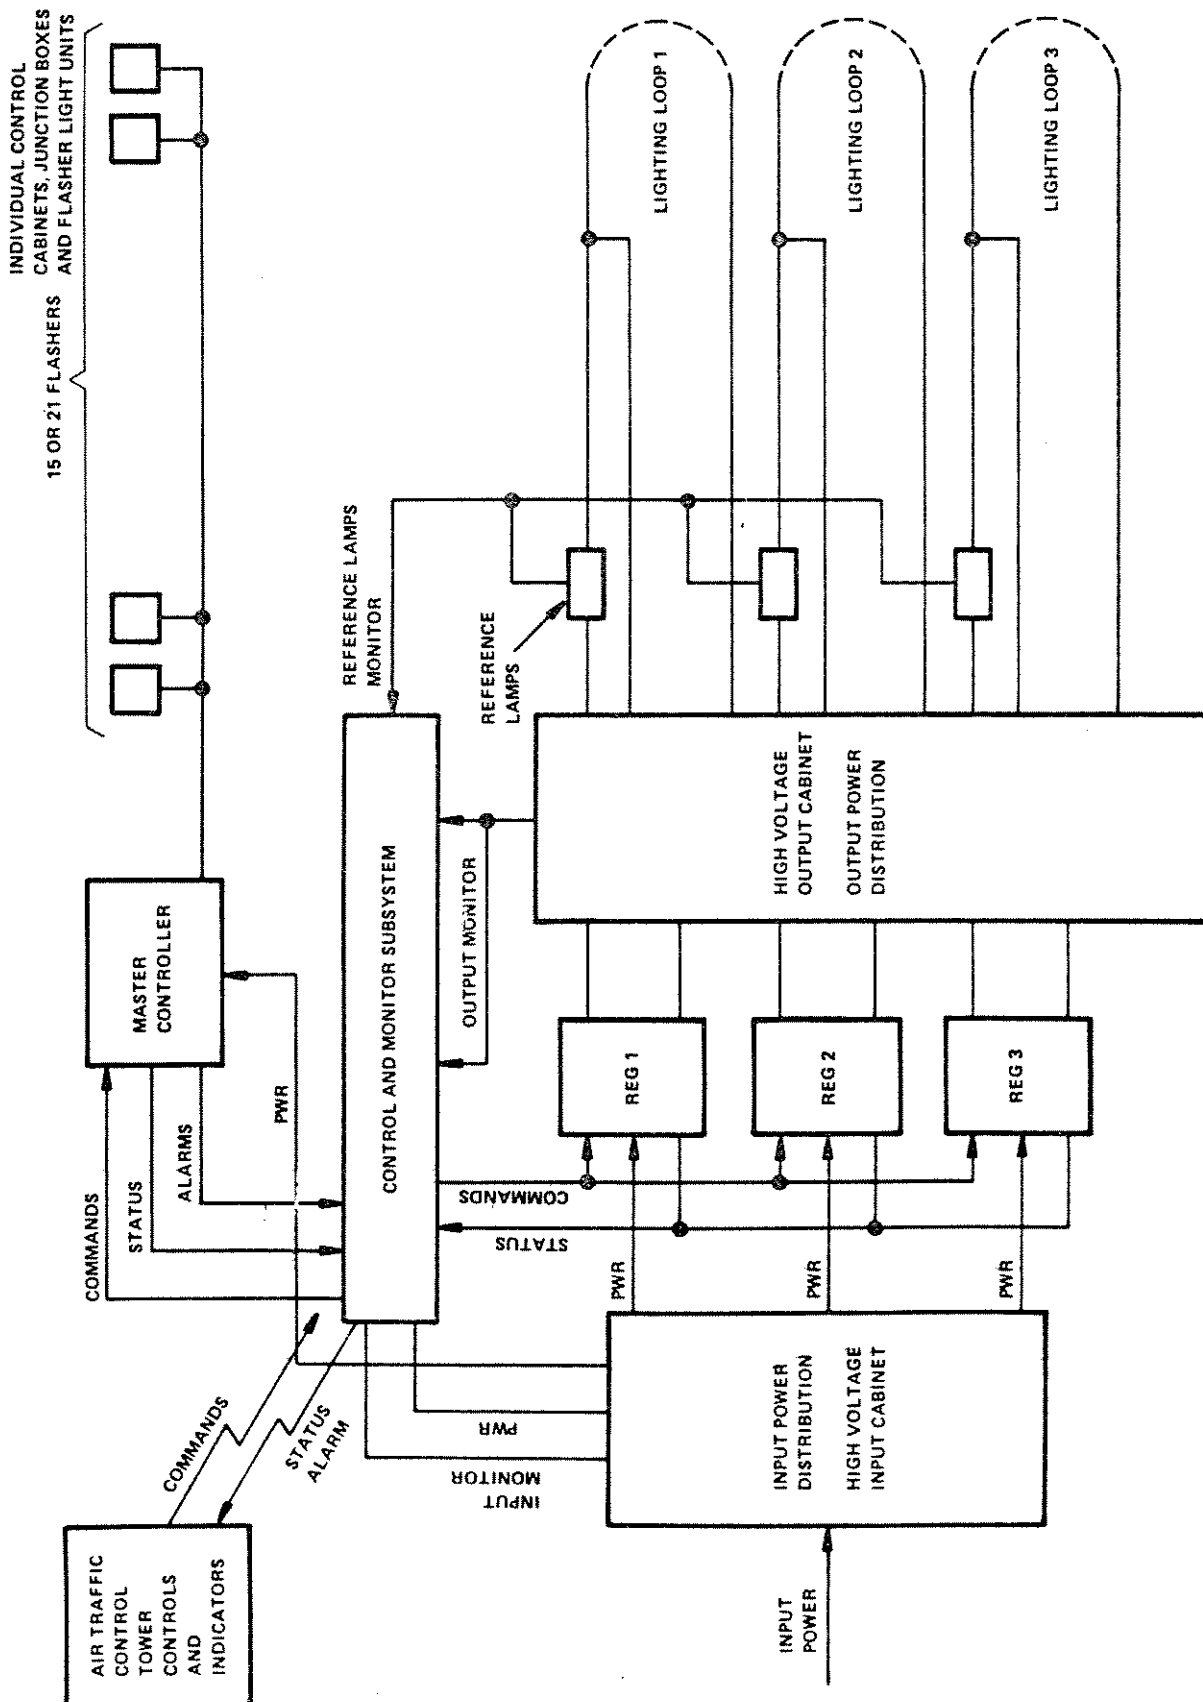 INDIVIDUAL CONTROL
CABINETS, JUNCTION BOXES
AND FLASHER LIGHT UNITS
15 OR 21 FLASHERS
MASTER
CONTROLLER
COMMANDS
STATUS
ALARMS
PWR
AIR TRAFFIC
CONTROL
TOWER
CONTROLS
AND
INDICATORS
COMMANDS
STATUS
ALARM
CONTROL AND MONITOR SUBSYSTEM
REFERENCE LAMPS
MONITOR
REFERENCE
LAMPS
OUTPUT MONITOR
COMMANDS
STATUS
INPUT
MONITOR
PWR
INPUT POWER
DISTRIBUTION
HIGH VOLTAGE
INPUT CABINET
INPUT
POWER
PWR
PWR
PWR
REG 1
REG 2
REG 3
HIGH VOLTAGE
OUTPUT CABINET
OUTPUT POWER
DISTRIBUTION
LIGHTING LOOP 1
LIGHTING LOOP 2
LIGHTING LOOP 3